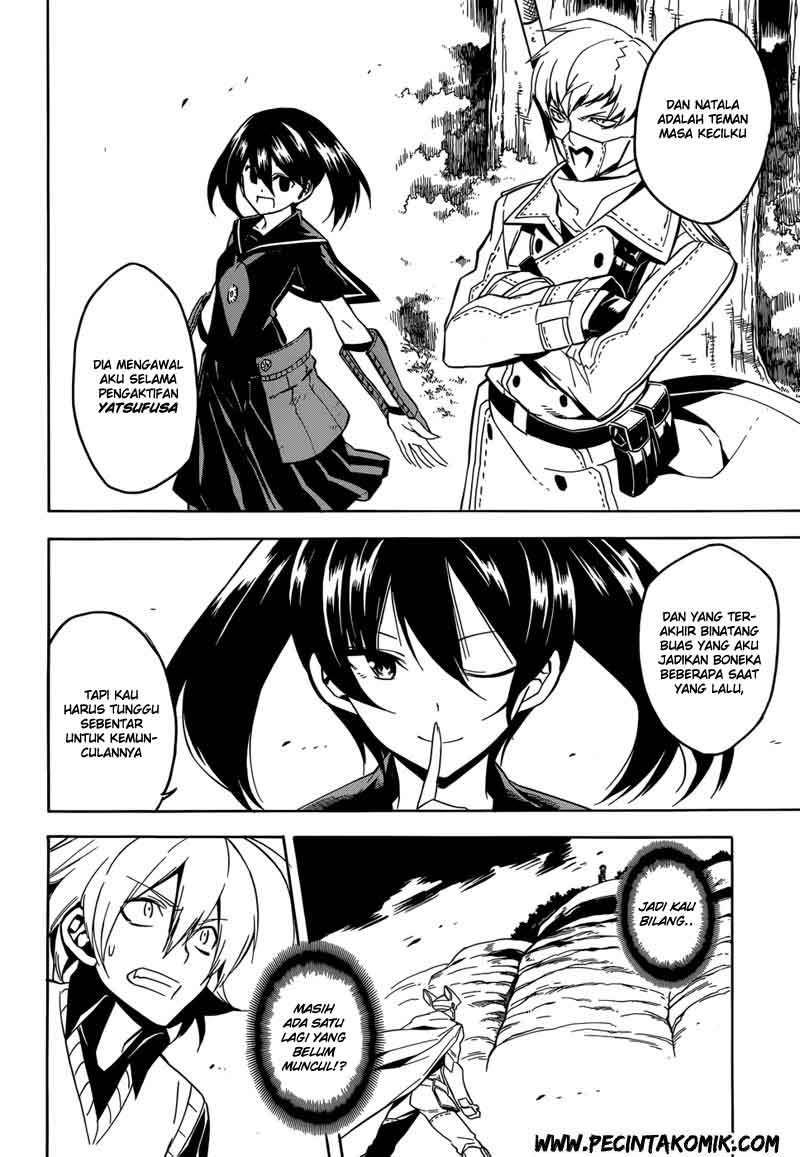 DAN NATALA
ADALAH TEMAN
MASA KECILKU
DIA MENGAWAL
AKU SELAMA
PENGAKTIFAN
YATSUFUSA
DAN YANG TER-
AKHIR BINATANG
BUAS YANG AKU
JADIKAN BONEKA
BEBERAPA SAAT
YANG LALU,
TAPI KAU
HARUS TUNGGU
SEBENTAR
UNTUK KEMUN-
CULANNYA
JADI KAU
BILANG..
MASIH
ADA SATU
LAGI YANG
BELUM
MUNCUL!?
WWW.PECINTAKOMIK.COM